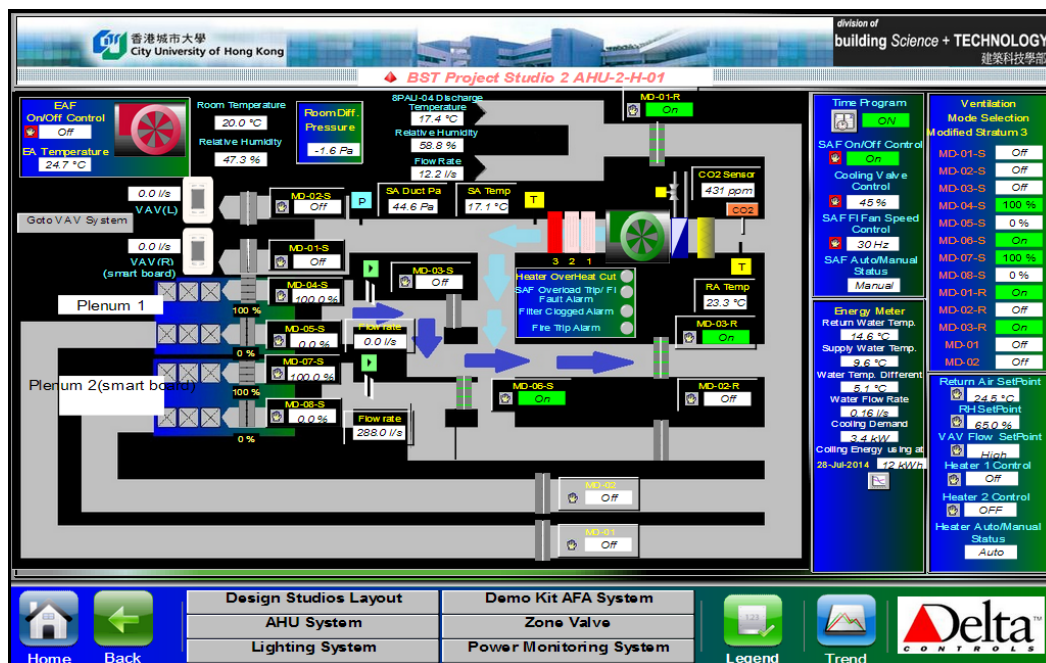 香港城市大學
City University of Hong Kong
division of
building Science + TECHNOLOGY
建築科技學部
BST Project Studio 2 AHU-2-H-01
EAF
On/Off Control
Off
EA Temperature
24.7 °C
Room Temperature
20.0 °C
Relative Humidity
47.3 %
Room Diff.
Pressure
-1.6 Pa
8PAU-04 Discharge
Temperature
17.4 °C
Relative Humidity
58.8 %
Flow Rate
12.2 l/s
MD-01-R
On
0.0 l/s
VAV(L)
Goto VAV System
0.0 l/s
VAV(R)
(smart board)
MD-02-S
Off
P
SA Duct Pa
44.6 Pa
SA Temp
17.1 °C
T
CO2 Sensor
431 ppm
CO2
MD-01-S
Off
3 2 1
T
RA Temp
23.3 °C
MD-03-S
Off
Heater OverHeat Cut
SAF Overload Trip/ FI
Fault Alarm
Filter Clogged Alarm
Fire Trip Alarm
Plenum 1
MD-04-S
100.0 %
100 %
MD-05-S
0.0 %
0 %
Flow rate
0.0 l/s
MD-03-R
On
Plenum 2(smart board)
MD-07-S
100.0 %
100 %
MD-08-S
0.0 %
0 %
Flow rate
288.0 l/s
MD-06-S
On
MD-02-R
Off
MD-02
Off
MD-01
Off
Time Program
ON
SAF On/Off Control
On
Cooling Valve
Control
45 %
SAF FI Fan Speed
Control
30 Hz
SAF Auto/Manual
Status
Manual
Energy Meter
Return Water Temp.
14.6 °C
Supply Water Temp.
9.6 °C
Water Temp. Different
5.1 °C
Water Flow Rate
0.16 l/s
Cooling Demand
3.4 kW
Colling Energy using at
28-Jul-2014 12 kWh
Ventilation
Mode Selection
Modified Stratum 3
MD-01-S Off
MD-02-S Off
MD-03-S Off
MD-04-S 100 %
MD-05-S 0 %
MD-06-S On
MD-07-S 100 %
MD-08-S 0 %
MD-01-R On
MD-02-R Off
MD-03-R On
MD-01 Off
MD-02 Off
Return Air SetPoint
24.5 °C
RH SetPoint
65.0 %
VAV Flow SetPoint
High
Heater 1 Control
Off
Heater 2 Control
OFF
Heater Auto/Manual
Status
Auto
Home
Back
Design Studios Layout
Demo Kit AFA System
AHU System
Zone Valve
Lighting System
Power Monitoring System
123
Legend
Trend
Delta™
CONTROLS